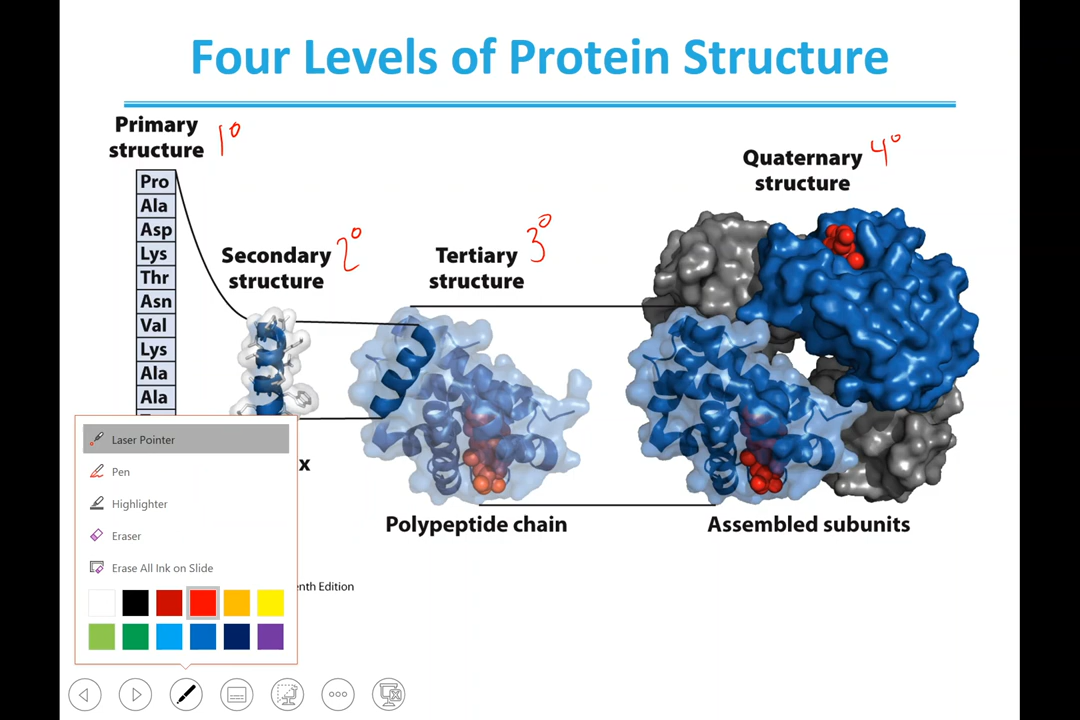 Four Levels of Protein Structure
Primary
structure 1°
Pro
Ala
Asp
Lys
Thr
Asn
Val
Lys
Ala
Ala
Secondary
structure 2°
Tertiary
structure 3°
Quaternary
structure 4°
x
Polypeptide chain
Assembled subunits
Laser Pointer
Pen
Highlighter
Eraser
Erase All Ink on Slide
enth Edition